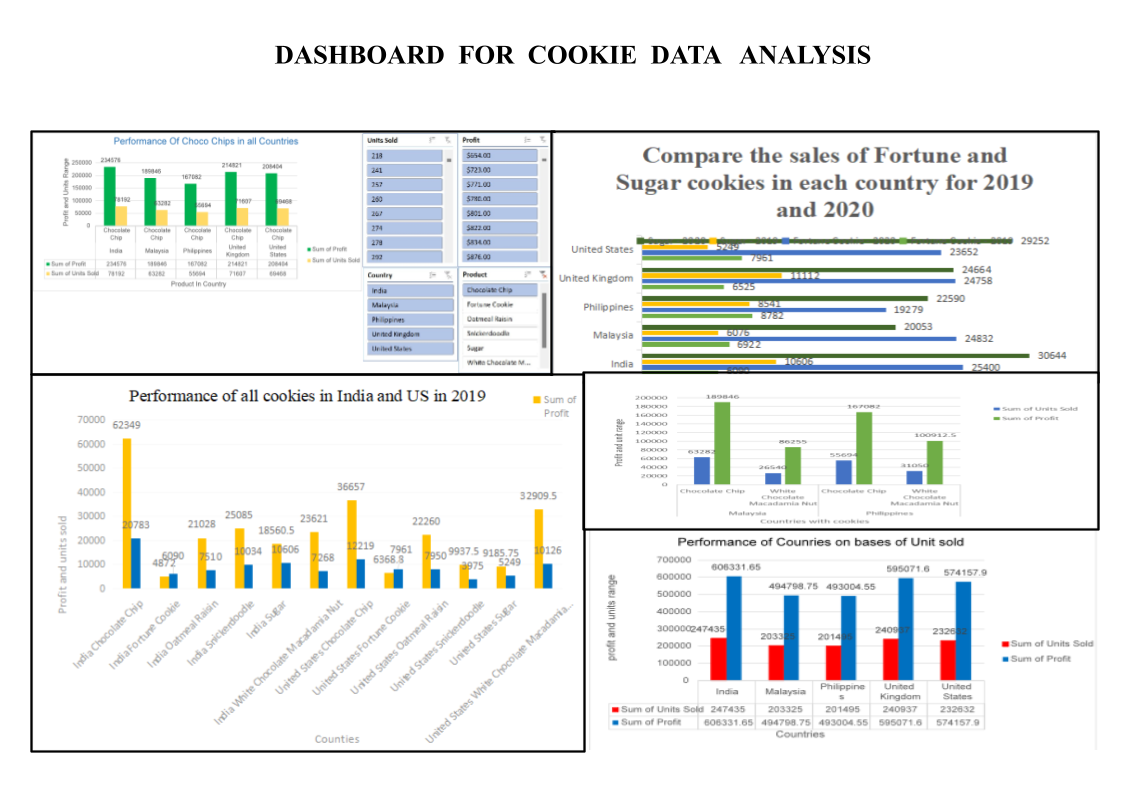 DASHBOARD FOR COOKIE DATA ANALYSIS
Performance Of Choco Chips in all Countries
Profit and Units Range
250000
200000
150000
100000
50000
0
234576
78192
189846
63282
167082
55694
214821
71607
208404
69468
Chocolate Chip Chocolate Chip Chocolate Chip Chocolate Chip Chocolate Chip
India Malaysia Philippines United Kingdom United States
Sum of Profit 234576 189846 167082 214821 208404
Sum of Units Sold 78192 63282 55694 71607 69468
Product In Country
Sum of Profit
Sum of Units Sold
Units Sold
218
241
257
260
267
274
278
292
Profit
$654.00
$723.00
$771.00
$780.00
$801.00
$822.00
$834.00
$876.00
Country
India
Malaysia
Philippines
United Kingdom
United States
Product
Chocolate Chip
Fortune Cookie
Oatmeal Raisin
Snickerdoodle
Sugar
White Chocolate M...
Compare the sales of Fortune and
Sugar cookies in each country for 2019
and 2020
United States
29252
5249
23652
7961
United Kingdom
24664
11112
24758
6525
Philippines
22590
8541
19279
8782
Malaysia
20053
6076
24832
6922
India
30644
10606
25400
Performance of all cookies in India and US in 2019
Sum of
Profit
Profit and units sold
70000
60000
50000
40000
30000
20000
10000
0
62349
20783
4872
6090
21028
7510
25085
10034
18560.5
10606
23621
7268
36657
12219
6368.8
7961
22260
7950
9937.5
3975
9185.75
5249
32909.5
10126
India Chocolate Chip
India Fortune Cookie
India Oatmeal Raisin
India Snickerdoodle
India Sugar
India White Chocolate Macadamia Nut
United States Chocolate Chip
United States Fortune Cookie
United States Oatmeal Raisin
United States Snickerdoodle
United States Sugar
United States White Chocolate Macadamia...
Counties
Profit and unit range
200000
180000
160000
140000
120000
100000
80000
60000
40000
20000
0
63282
189846
26540
86255
55694
167082
31050
100912.5
Chocolate Chip White Chocolate Macadamia Nut Chocolate Chip White Chocolate Macadamia Nut
Malaysia Philippines
Countries with cookies
Sum of Units Sold
Sum of Profit
Performance of Counries on bases of Unit sold
profit and units range
700000
600000
500000
400000
300000
200000
100000
0
247435
606331.65
203325
494798.75
201495
493004.55
240937
595071.6
232632
574157.9
India Malaysia Philippines United Kingdom United States
Sum of Units Sold 247435 203325 201495 240937 232632
Sum of Profit 606331.65 494798.75 493004.55 595071.6 574157.9
Countries
Sum of Units Sold
Sum of Profit